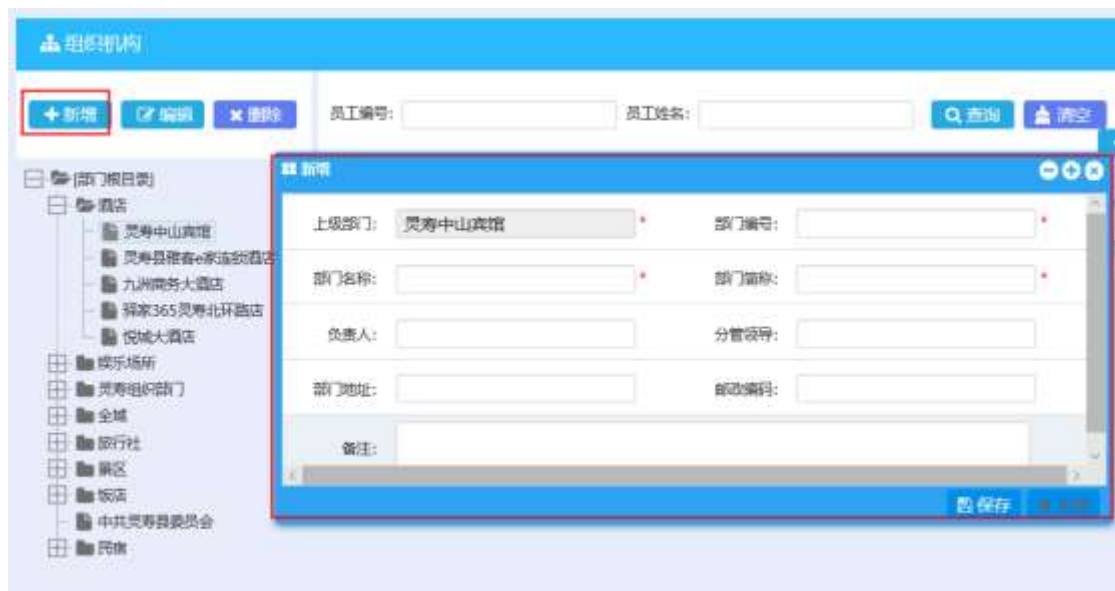 组织机构
新增 编辑 删除 员工编号: 员工姓名: 查询 清空
[部门根目录]
酒店
灵寿中山宾馆
灵寿县雅客e家连锁酒店
九洲商务大酒店
驿家365灵寿北环路店
悦城大酒店
娱乐场所
灵寿组织部门
全域
旅行社
景区
饭店
中共灵寿县委员会
民宿
新增
上级部门: 灵寿中山宾馆 * 部门编号: *
部门名称: * 部门简称: *
负责人: 分管领导:
部门地址: 邮政编码:
备注:
保存